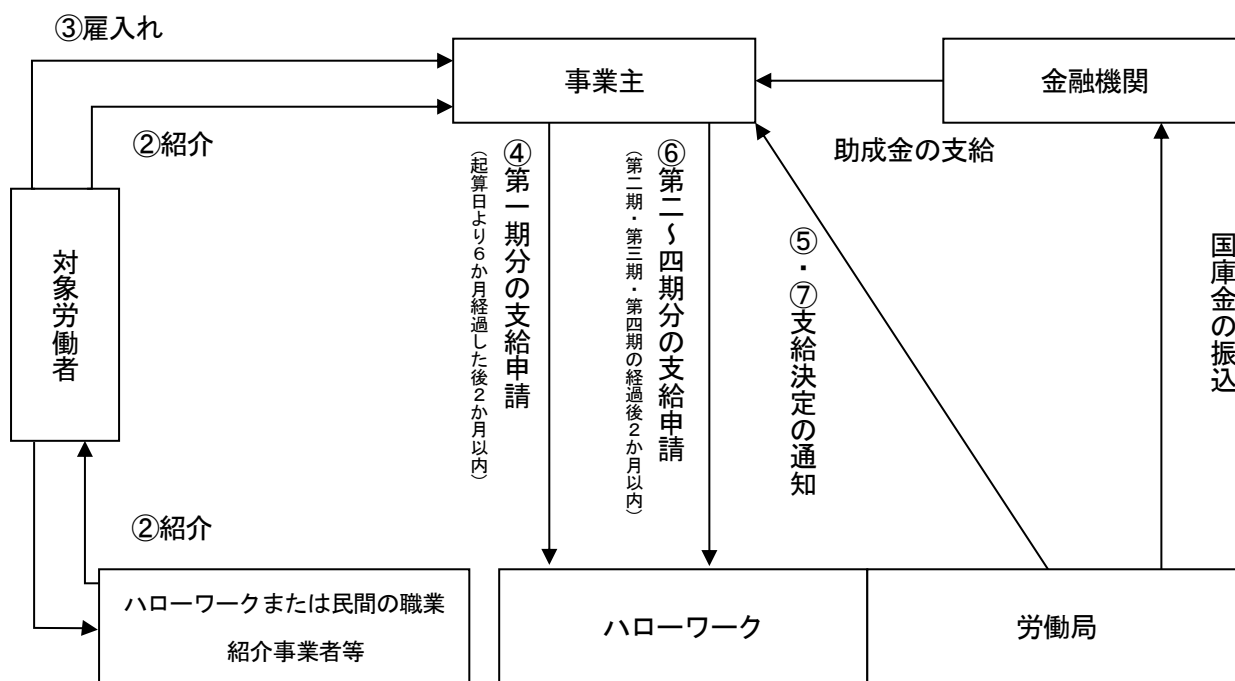 ③雇入れ
事業主
金融機関
②紹介
助成金の支給
対象労働者
④第一期分の支給申請
（起算日より６か月経過した後２か月以内）
⑥第二～四期分の支給申請
（第二期・第三期・第四期の経過後２か月以内）
⑤・⑦支給決定の通知
国庫金の振込
②紹介
ハローワークまたは民間の職業
紹介事業者等
ハローワーク
労働局